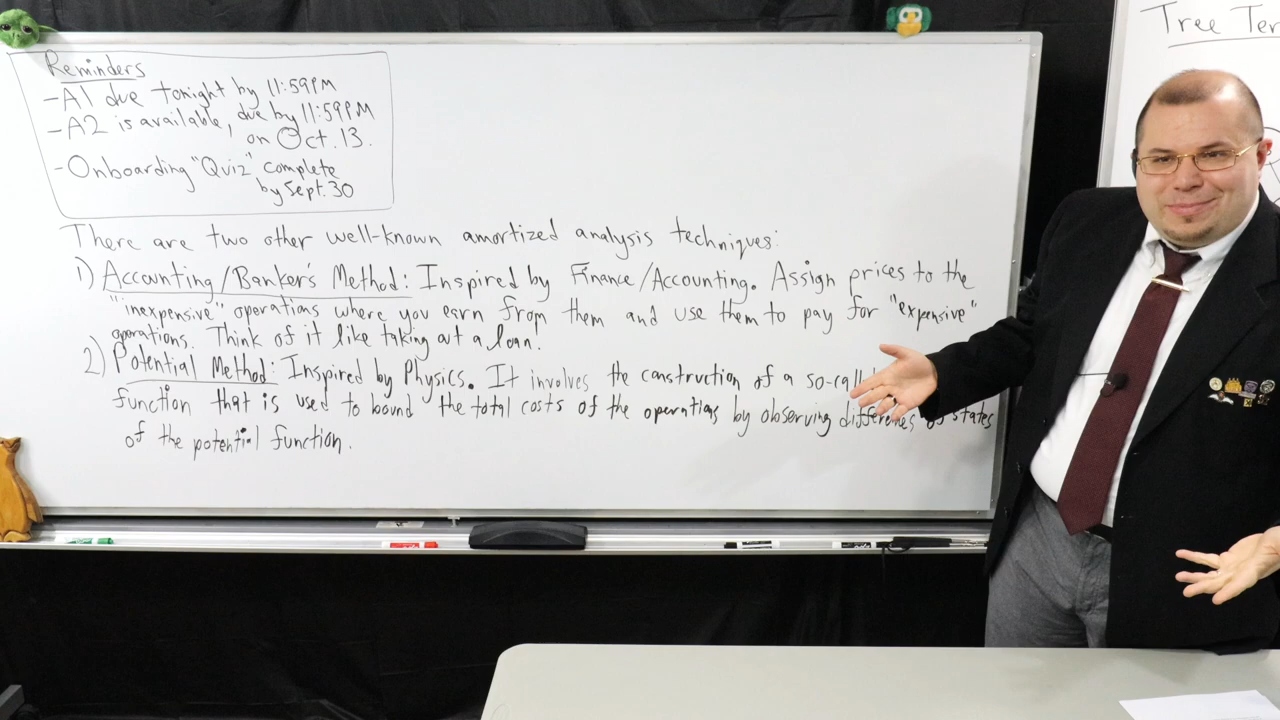 Reminders
-A1 due tonight by 11:59PM
-A2 is available, due by 11:59PM
on Oct. 13.
-Onboarding "Quiz" complete
by Sept. 30
There are two other well-known amortized analysis techniques:
1) Accounting/Banker's Method: Inspired by Finance/Accounting. Assign prices to the
"inexpensive" operations where you earn from them and use them to pay for "expensive"
operations. Think of it like taking out a loan.
2) Potential Method: Inspired by Physics. It involves the construction of a so-call
function that is used to bound the total costs of the operations by observing differences states
of the potential function.
Tree Ter